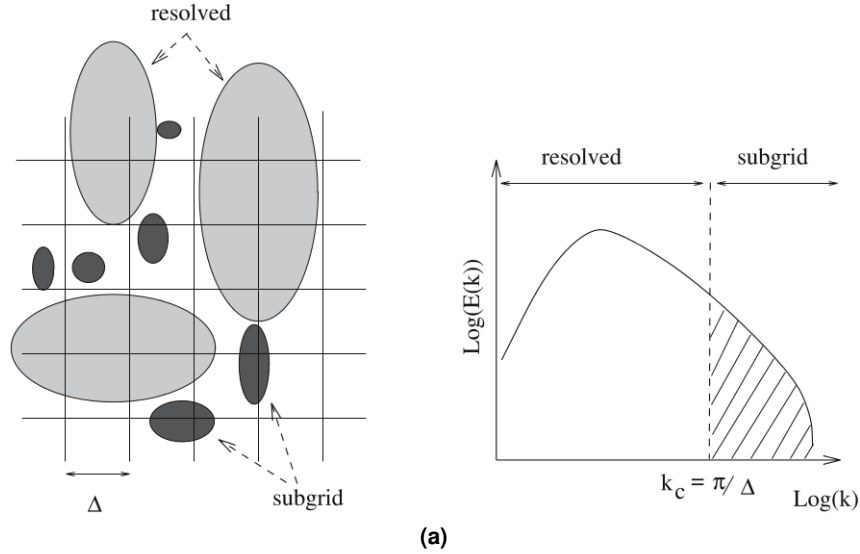 resolved
Δ
subgrid
resolved
subgrid
Log(E(k))
k_c = π/Δ
Log(k)
(a)